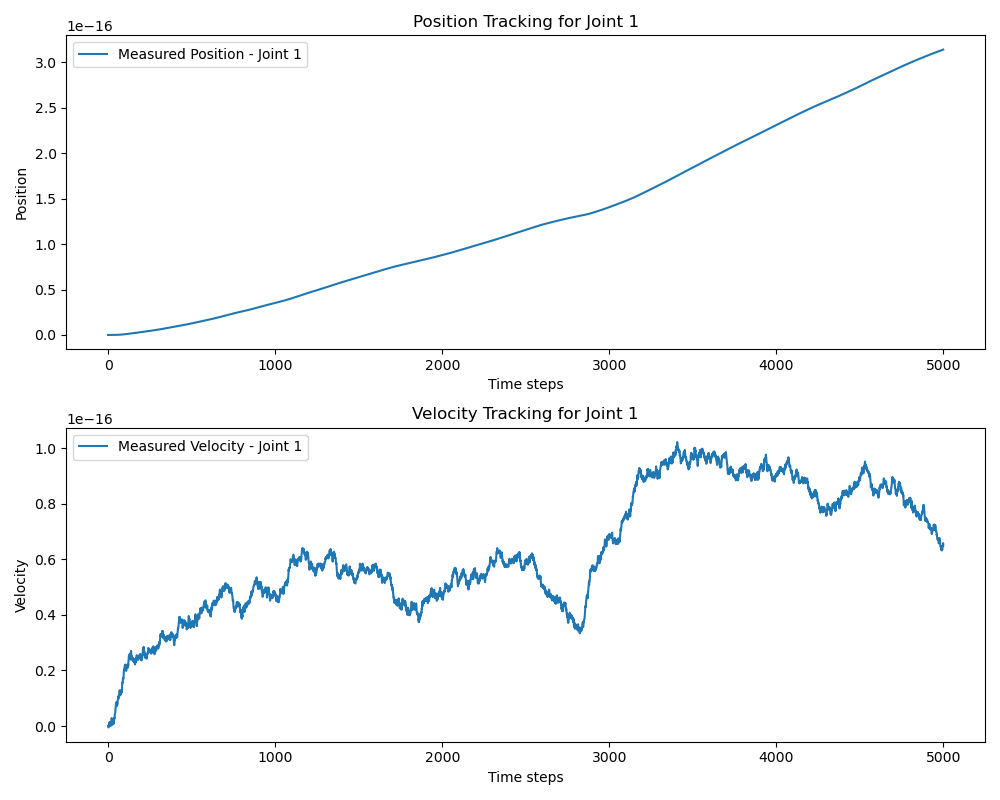 Position Tracking for Joint 1
1e−16
Measured Position - Joint 1
3.0
2.5
2.0
1.5
1.0
0.5
0.0
Position
0 1000 2000 3000 4000 5000
Time steps
Velocity Tracking for Joint 1
1e−16
Measured Velocity - Joint 1
1.0
0.8
0.6
0.4
0.2
0.0
Velocity
0 1000 2000 3000 4000 5000
Time steps